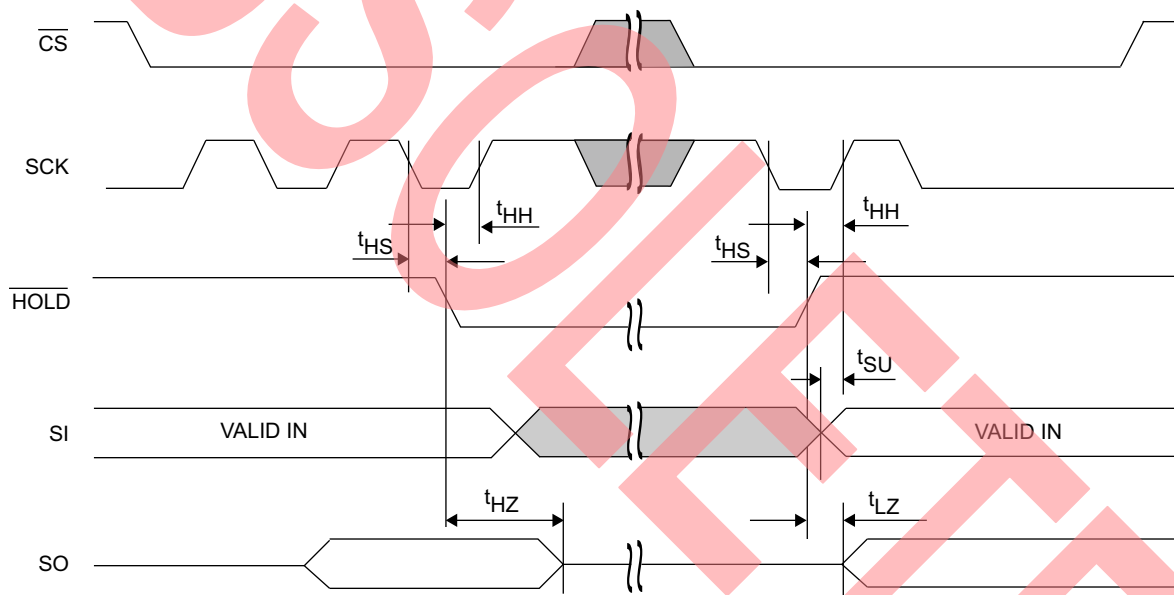 CS
SCK
tHH
tHH
tHS
tHS
HOLD
tSU
SI
VALID IN
VALID IN
tHZ
tLZ
SO